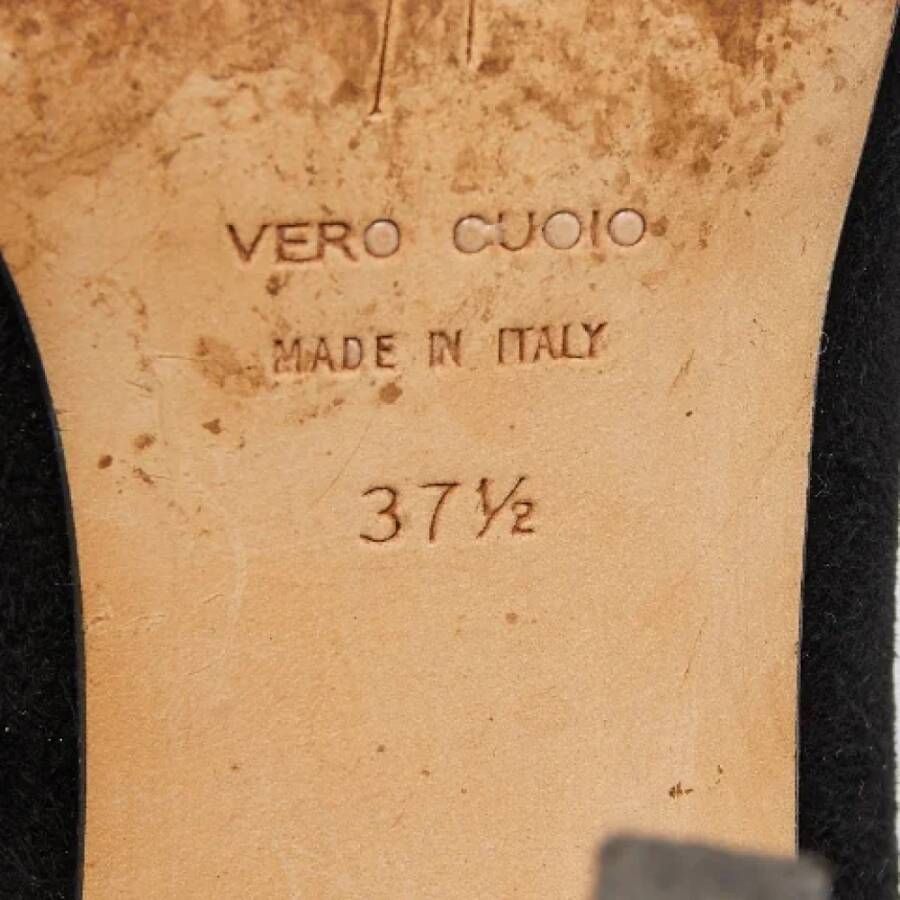 VERO CUOIO
MADE IN ITALY
37½